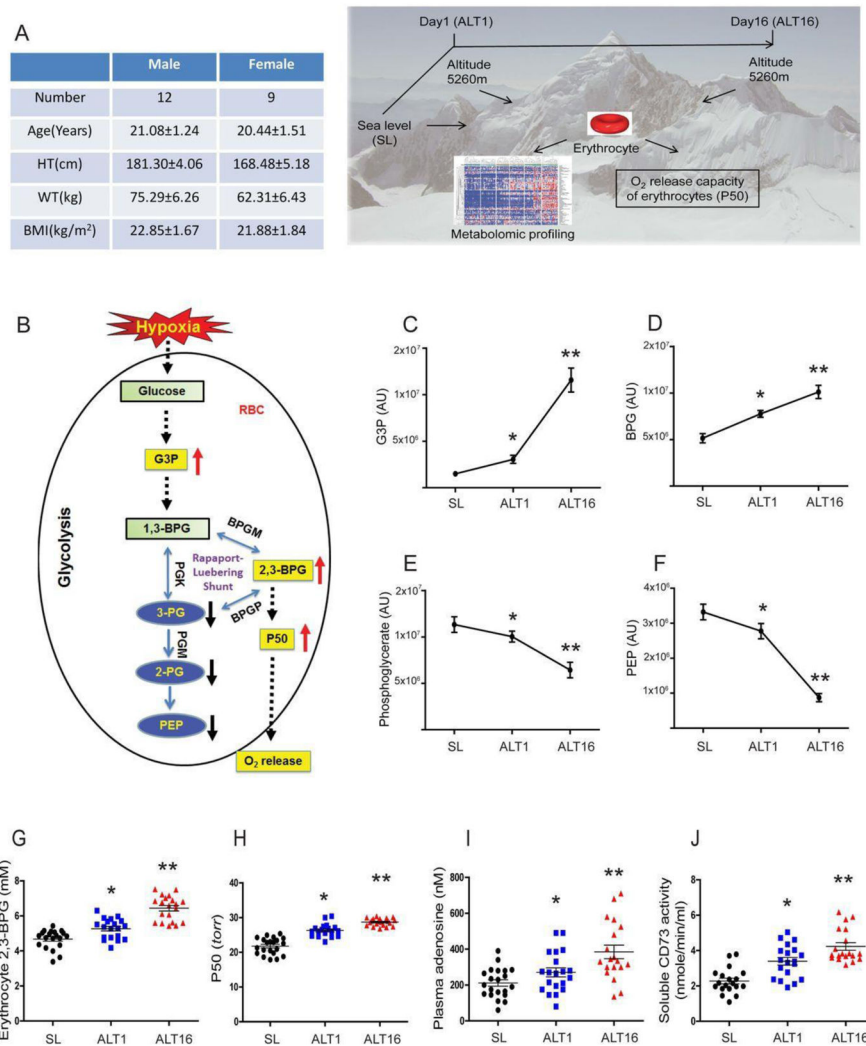 A
Male Female
Number 12 9
Age(Years) 21.08±1.24 20.44±1.51
HT(cm) 181.30±4.06 168.48±5.18
WT(kg) 75.29±6.26 62.31±6.43
BMI(kg/m²) 22.85±1.67 21.88±1.84
Day1 (ALT1)
Day16 (ALT16)
Altitude
5260m
Altitude
5260m
Sea level
(SL)
Erythrocyte
Metabolomic profiling
O₂ release capacity
of erythrocytes (P50)
B
Hypoxia
Glucose
RBC
G3P
Glycolysis
1,3-BPG
BPGM
PGK
Rapaport-
Luebering
Shunt
2,3-BPG
3-PG
BPGP
PGM
P50
2-PG
PEP
O₂ release
C
G3P (AU)
2x10⁷
1x10⁷
5x10⁶
*
**
SL ALT1 ALT16
D
BPG (AU)
2x10⁷
1x10⁷
5x10⁶
*
**
SL ALT1 ALT16
E
Phosphoglycerate (AU)
2x10⁷
1x10⁷
5x10⁶
*
**
SL ALT1 ALT16
F
PEP (AU)
4x10⁶
3x10⁶
2x10⁶
1x10⁶
*
**
SL ALT1 ALT16
G
Erythrocyte 2,3-BPG (mM)
8
6
4
2
0
*
**
SL ALT1 ALT16
H
P50 (torr)
40
30
20
10
0
*
**
SL ALT1 ALT16
I
Plasma adenosine (nM)
800
600
400
200
0
*
**
SL ALT1 ALT16
J
Soluble CD73 activity
(nmole/min/ml)
8
6
4
2
0
*
**
SL ALT1 ALT16